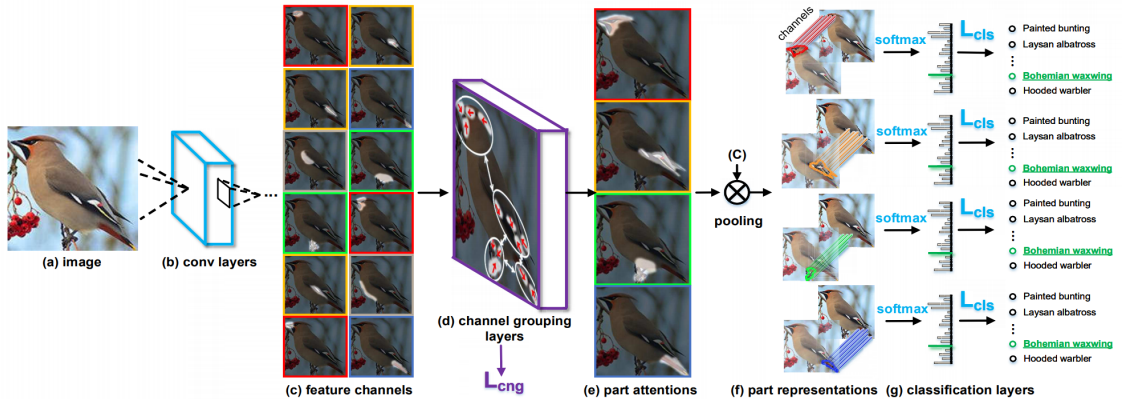 (a) image
(b) conv layers
...
(c) feature channels
(d) channel grouping
layers
Lcng
(e) part attentions
(C)
pooling
channels
(f) part representations
softmax
Lcls
Painted bunting
Laysan albatross
⋮
Bohemian waxwing
Hooded warbler
softmax
Lcls
Painted bunting
Laysan albatross
⋮
Bohemian waxwing
Hooded warbler
softmax
Lcls
Painted bunting
Laysan albatross
⋮
Bohemian waxwing
Hooded warbler
softmax
Lcls
Painted bunting
Laysan albatross
⋮
Bohemian waxwing
Hooded warbler
(g) classification layers